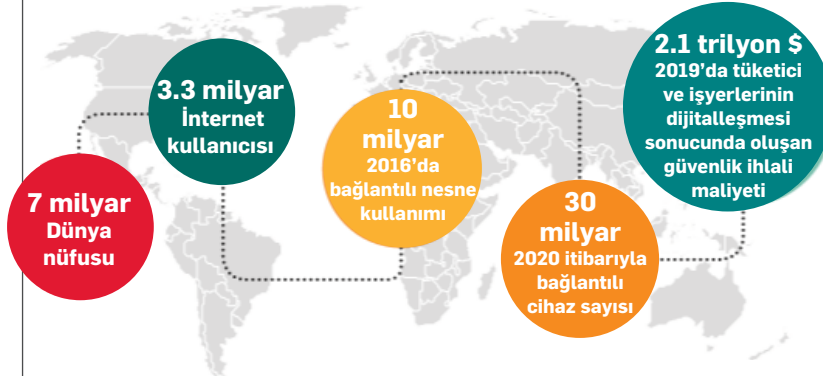 7 milyar
Dünya
nüfusu
3.3 milyar
İnternet
kullanıcısı
10
milyar
2016’da
bağlantılı nesne
kullanımı
30
milyar
2020 itibarıyla
bağlantılı
cihaz sayısı
2.1 trilyon $
2019’da tüketici
ve işyerlerinin
dijitalleşmesi
sonucunda oluşan
güvenlik ihlali
maliyeti